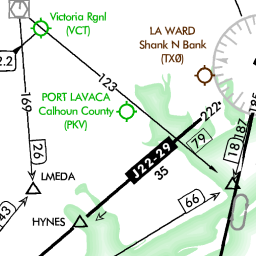 Victoria Rgnl
(VCT)
LA WARD
Shank N Bank
(TXØ)
2.2
123
169
PORT LAVACA
Calhoun County
(PKV)
222°
185
187
79
18
J22-29
35
26
LMEDA
66
43
HYNES